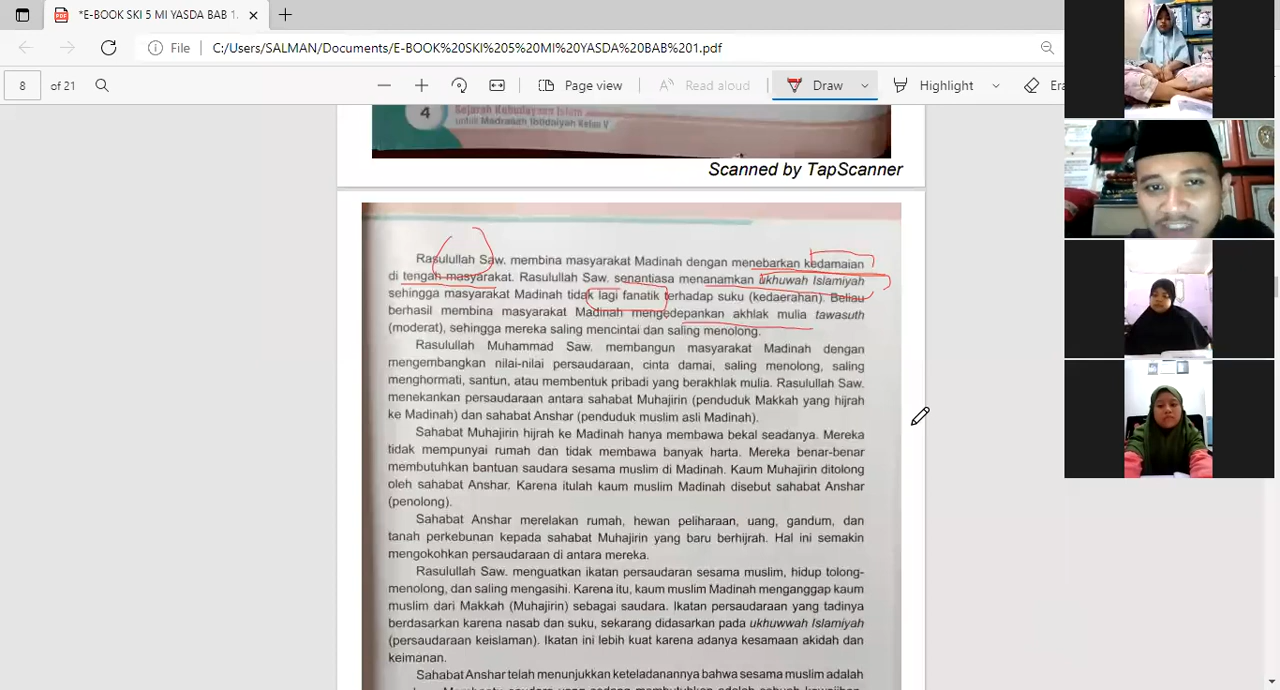 *E-BOOK SKI 5 MI YASDA BAB 1.
File
C:/Users/SALMAN/Documents/E-BOOK%20SKI%205%20MI%20YASDA%20BAB%201.pdf
8 of 21
Page view
Read aloud
Draw
Highlight
Era
4
Sejarah Kebudayaan Islam
untuk Madrasah Ibtidaiyah Kelas V
Scanned by TapScanner
Rasulullah Saw. membina masyarakat Madinah dengan menebarkan kedamaian
di tengah masyarakat. Rasulullah Saw. senantiasa menanamkan ukhuwah Islamiyah
sehingga masyarakat Madinah tidak lagi fanatik terhadap suku (kedaerahan). Beliau
berhasil membina masyarakat Madinah mengedepankan akhlak mulia tawasuth
(moderat), sehingga mereka saling mencintai dan saling menolong.
Rasulullah Muhammad Saw. membangun masyarakat Madinah dengan
mengembangkan nilai-nilai persaudaraan, cinta damai, saling menolong, saling
menghormati, santun, atau membentuk pribadi yang berakhlak mulia. Rasulullah Saw.
menekankan persaudaraan antara sahabat Muhajirin (penduduk Makkah yang hijrah
ke Madinah) dan sahabat Anshar (penduduk muslim asli Madinah).
Sahabat Muhajirin hijrah ke Madinah hanya membawa bekal seadanya. Mereka
tidak mempunyai rumah dan tidak membawa banyak harta. Mereka benar-benar
membutuhkan bantuan saudara sesama muslim di Madinah. Kaum Muhajirin ditolong
oleh sahabat Anshar. Karena itulah kaum muslim Madinah disebut sahabat Anshar
(penolong).
Sahabat Anshar merelakan rumah, hewan peliharaan, uang, gandum, dan
tanah perkebunan kepada sahabat Muhajirin yang baru berhijrah. Hal ini semakin
mengokohkan persaudaraan di antara mereka.
Rasulullah Saw. menguatkan ikatan persaudaran sesama muslim, hidup tolong-
menolong, dan saling mengasihi. Karena itu, kaum muslim Madinah menganggap kaum
muslim dari Makkah (Muhajirin) sebagai saudara. Ikatan persaudaraan yang tadinya
berdasarkan karena nasab dan suku, sekarang didasarkan pada ukhuwwah Islamiyah
(persaudaraan keislaman). Ikatan ini lebih kuat karena adanya kesamaan akidah dan
keimanan.
Sahabat Anshar telah menunjukkan keteladanannya bahwa sesama muslim adalah